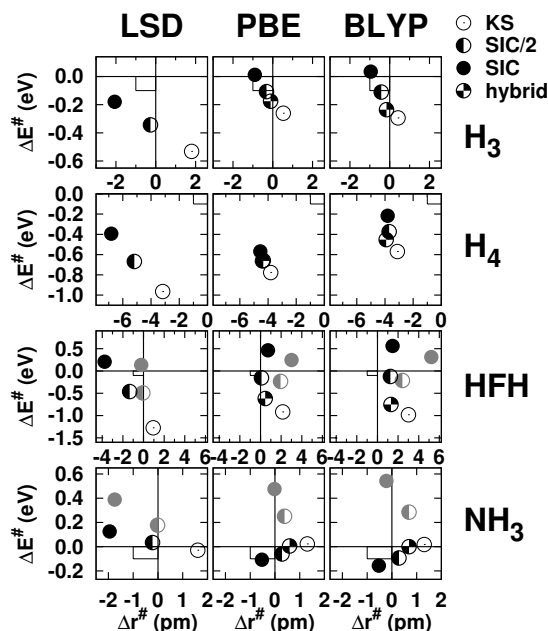 LSD PBE BLYP
KS
SIC/2
SIC
hybrid
ΔE# (eV)
0.0
-0.2
-0.4
-0.6
-2 0 2 -2 0 2 -2 0 2
H3
ΔE# (eV)
0.0
-0.2
-0.4
-0.6
-0.8
-1.0
-6 -4 -2 0 -6 -4 -2 0 -6 -4 -2 0
H4
ΔE# (eV)
0.5
0.0
-0.5
-1.0
-1.5
-4 -2 0 2 4 6 -4 -2 0 2 4 6 -4 -2 0 2 4 6
HFH
ΔE# (eV)
0.6
0.4
0.2
0.0
-0.2
-2 -1 0 1 2 -2 -1 0 1 2 -2 -1 0 1 2
NH3
Δr# (pm) Δr# (pm) Δr# (pm)